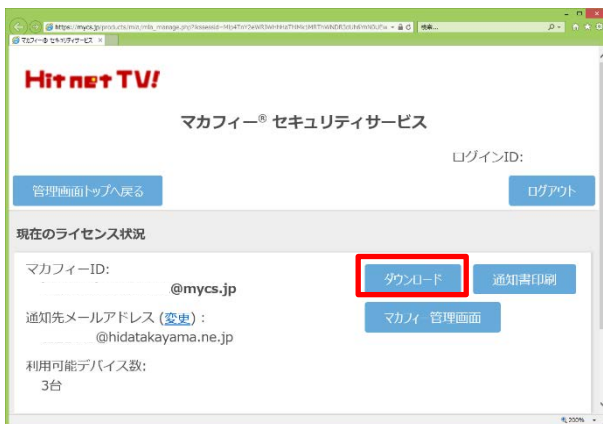 マカフィー® セキュリティサービス ×
検索...
Hitnet TV!
マカフィー® セキュリティサービス
ログインID:
管理画面トップへ戻る
ログアウト
現在のライセンス状況
マカフィーID:
@mycs.jp
ダウンロード
通知書印刷
通知先メールアドレス (変更) :
@hidatakayama.ne.jp
マカフィー管理画面
利用可能デバイス数:
3台
200%